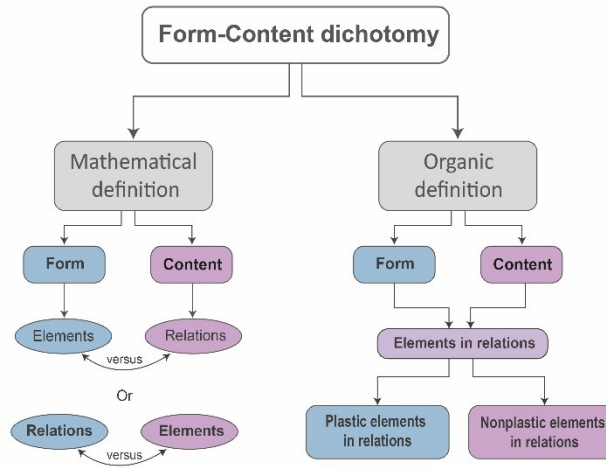 Form-Content dichotomy
Mathematical
definition
Organic
definition
Form
Content
Form
Content
Elements
Relations
versus
Elements in relations
Or
Relations
Elements
versus
Plastic elements
in relations
Nonplastic elements
in relations